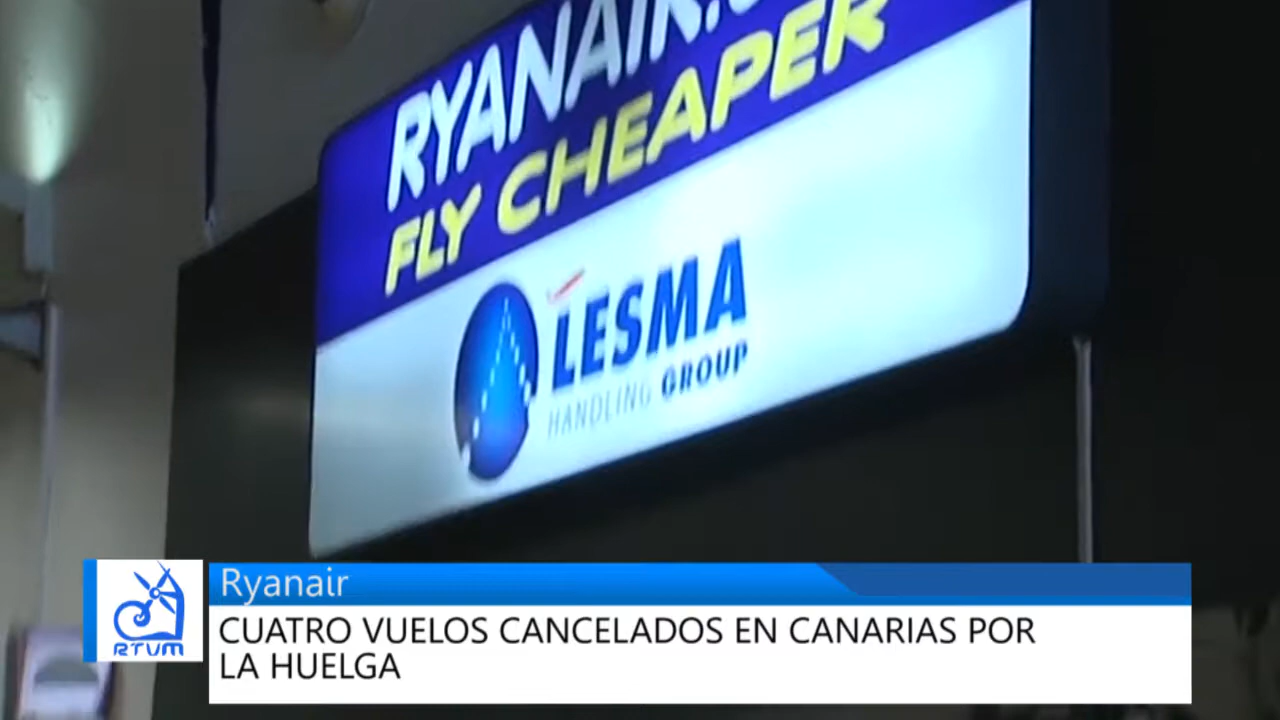 RYANAIR.
FLY CHEAPER
LESMA
HANDLING GROUP
Ryanair
CUATRO VUELOS CANCELADOS EN CANARIAS POR
LA HUELGA
RTVM